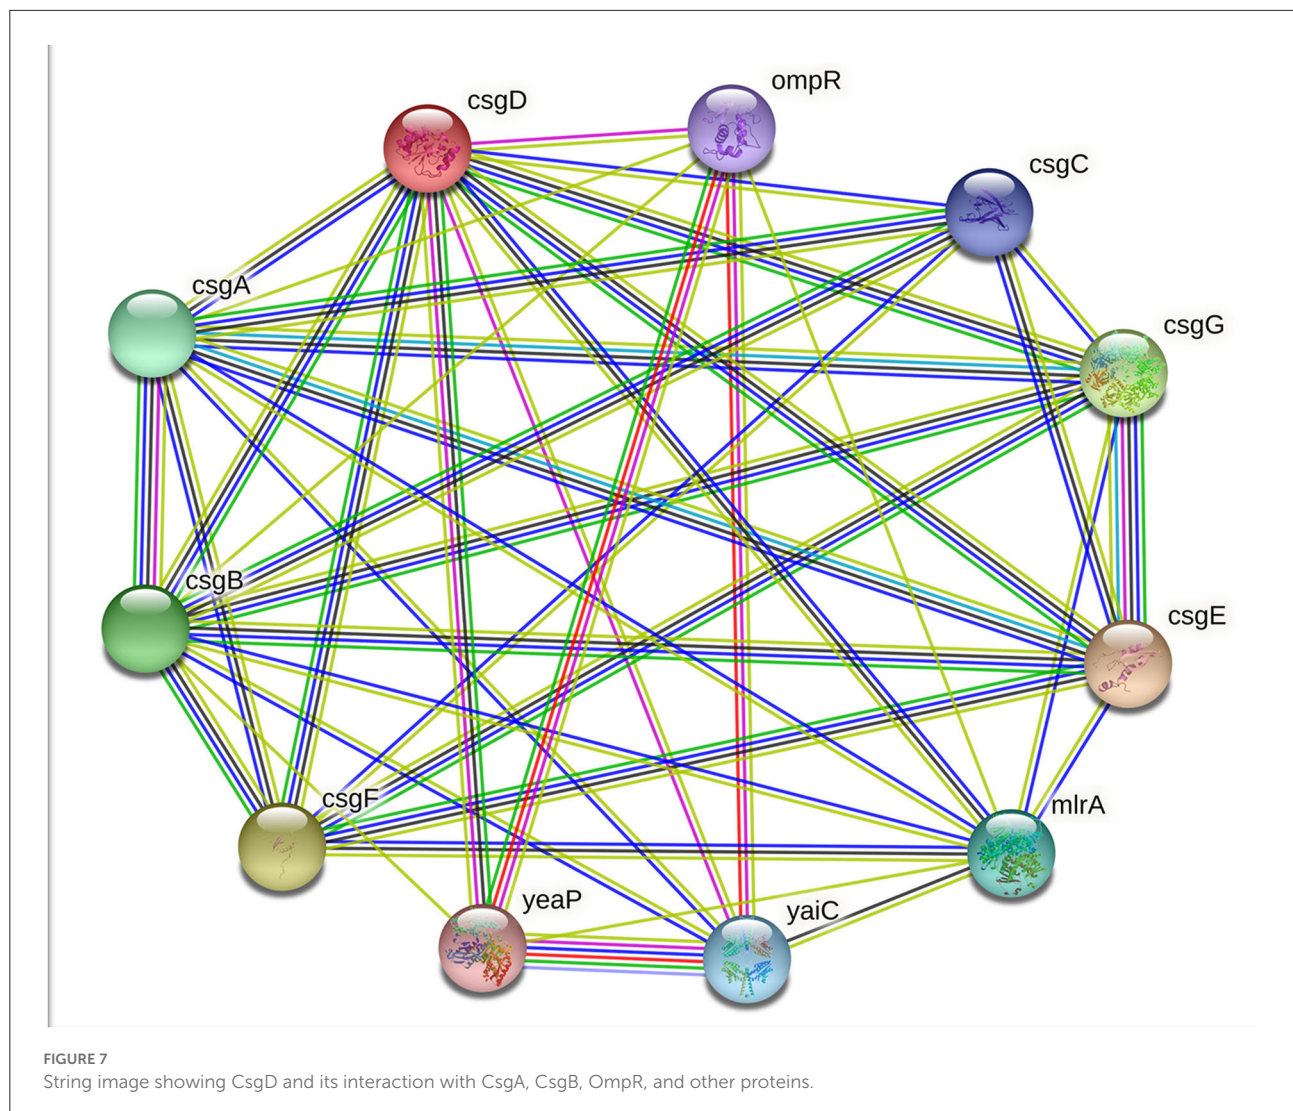 ompR
csgD
csgC
csgA
csgG
csgB
csgE
csgF
mlrA
yeaP
yaiC
FIGURE 7
String image showing CsgD and its interaction with CsgA, CsgB, OmpR, and other proteins.